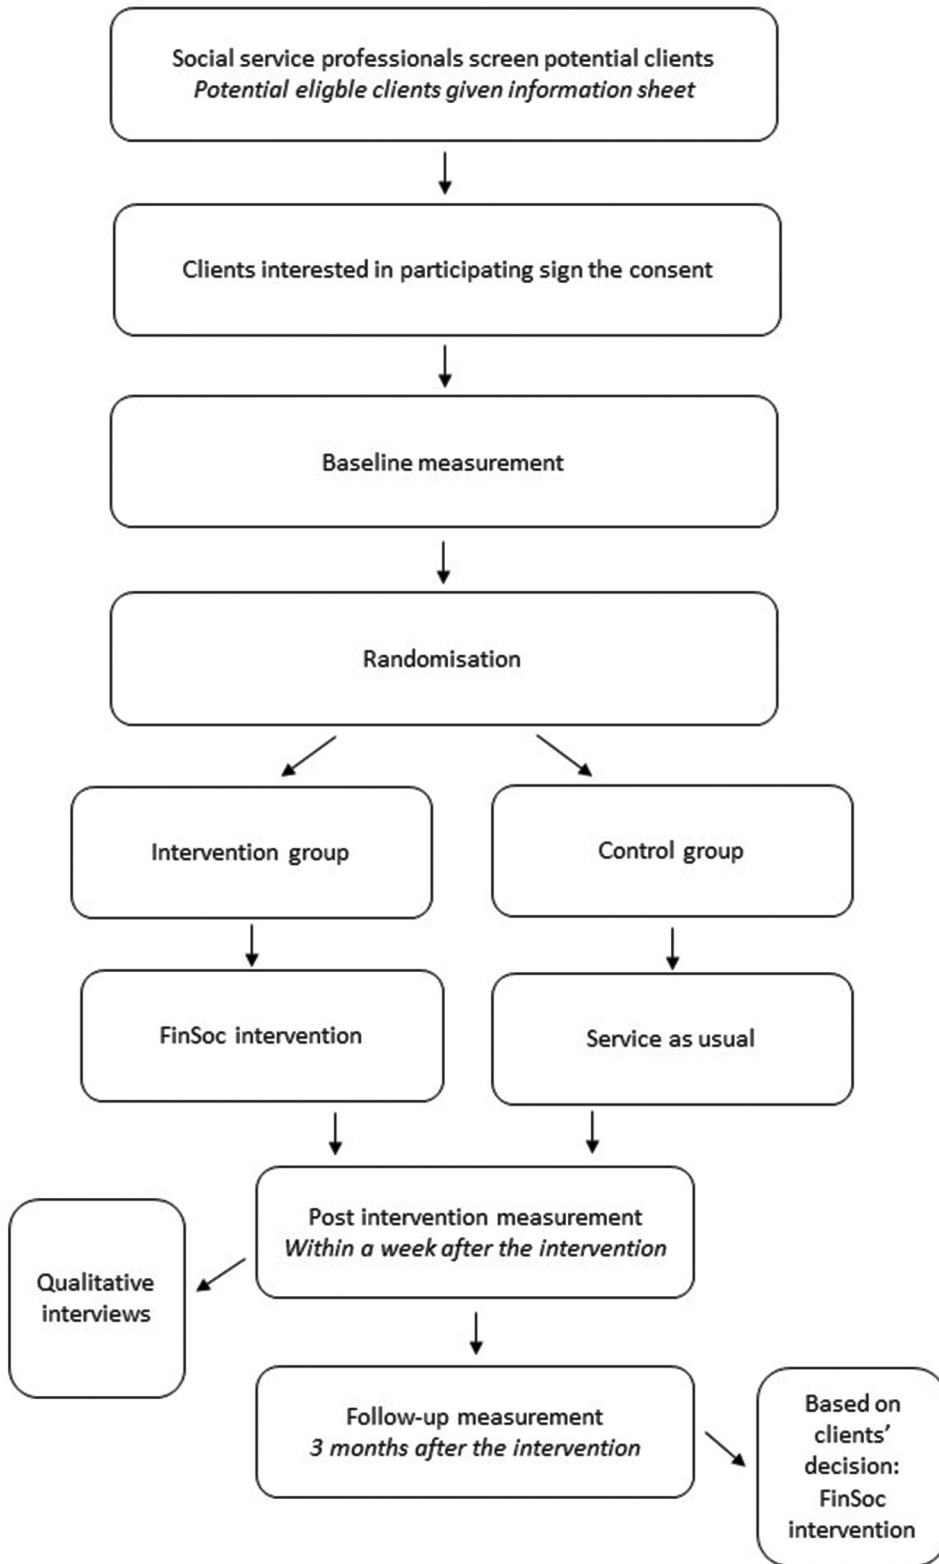 Social service professionals screen potential clients
Potential eligble clients given information sheet
Clients interested in participating sign the consent
Baseline measurement
Randomisation
Intervention group
Control group
FinSoc intervention
Service as usual
Post intervention measurement
Within a week after the intervention
Qualitative
interviews
Follow-up measurement
3 months after the intervention
Based on
clients’
decision:
FinSoc
intervention